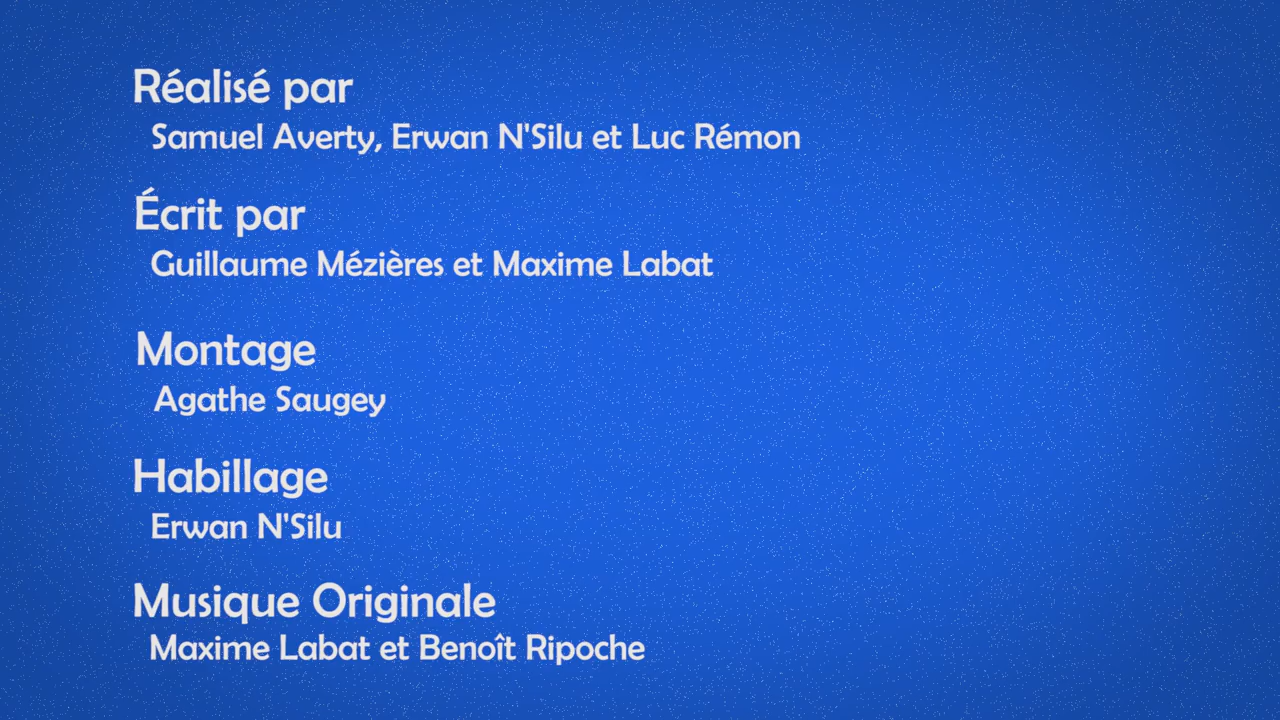 Réalisé par
Samuel Averty, Erwan N'Silu et Luc Rémon
Écrit par
Guillaume Mézières et Maxime Labat
Montage
Agathe Saugey
Habillage
Erwan N'Silu
Musique Originale
Maxime Labat et Benoît Ripoche